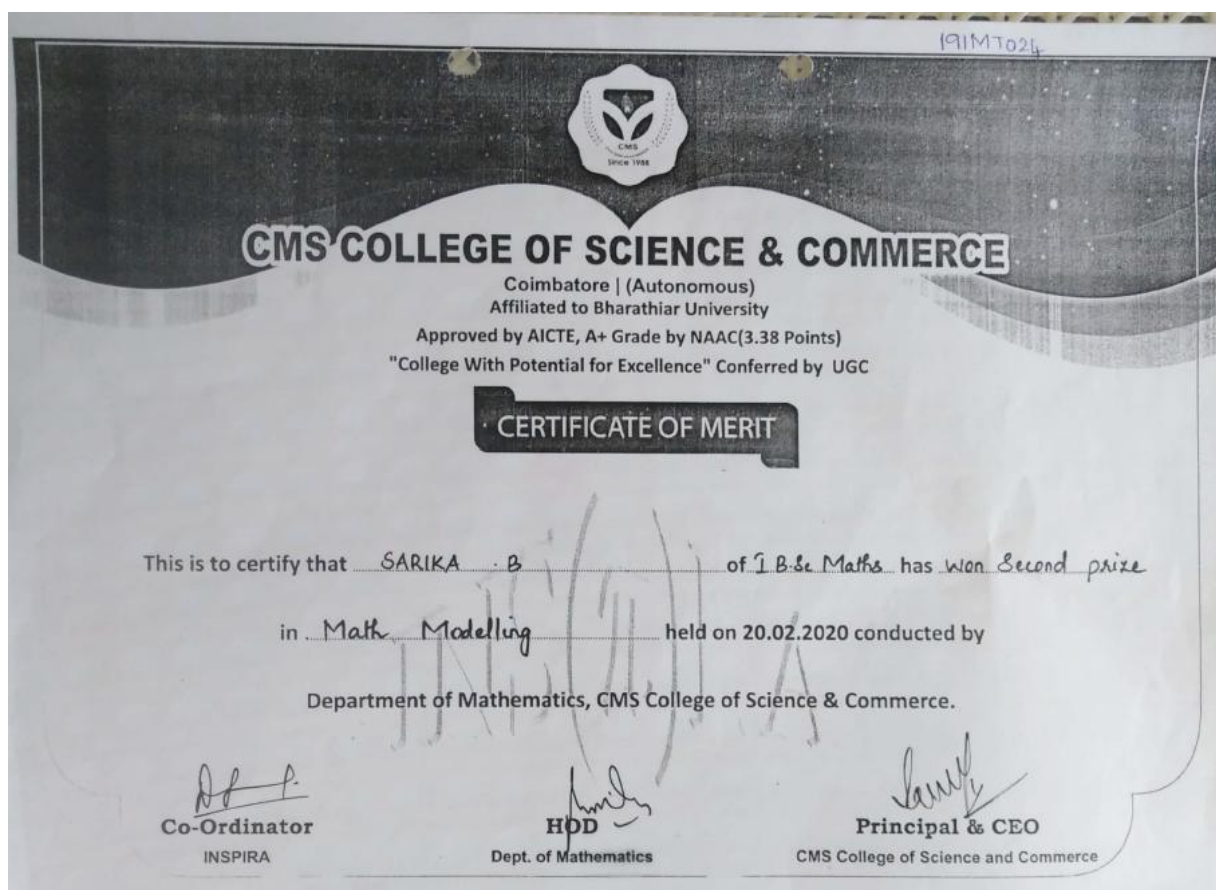 191MT024
CMS
Since 1988
CMS COLLEGE OF SCIENCE & COMMERCE
Coimbatore | (Autonomous)
Affiliated to Bharathiar University
Approved by AICTE, A+ Grade by NAAC(3.38 Points)
"College With Potential for Excellence" Conferred by UGC
CERTIFICATE OF MERIT
This is to certify that SARIKA . B of I B.Sc Maths has won Second prize
in Math Modelling held on 20.02.2020 conducted by
Department of Mathematics, CMS College of Science & Commerce.
Co-Ordinator HOD Principal & CEO
INSPIRA Dept. of Mathematics CMS College of Science and Commerce